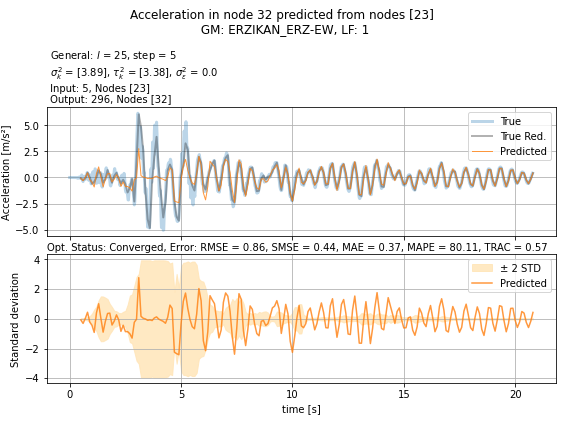 Acceleration in node 32 predicted from nodes [23]
GM: ERZIKAN_ERZ-EW, LF: 1
General: l = 25, step = 5
σ²ₖ = [3.89], τ²ₖ = [3.38], σ²ε = 0.0
Input: 5, Nodes [23]
Output: 296, Nodes [32]
Acceleration [m/s²]
5.0
2.5
0.0
−2.5
−5.0
True
True Red.
Predicted
Opt. Status: Converged, Error: RMSE = 0.86, SMSE = 0.44, MAE = 0.37, MAPE = 80.11, TRAC = 0.57
Standard deviation
4
2
0
−2
−4
± 2 STD
Predicted
0
5
10
15
20
time [s]